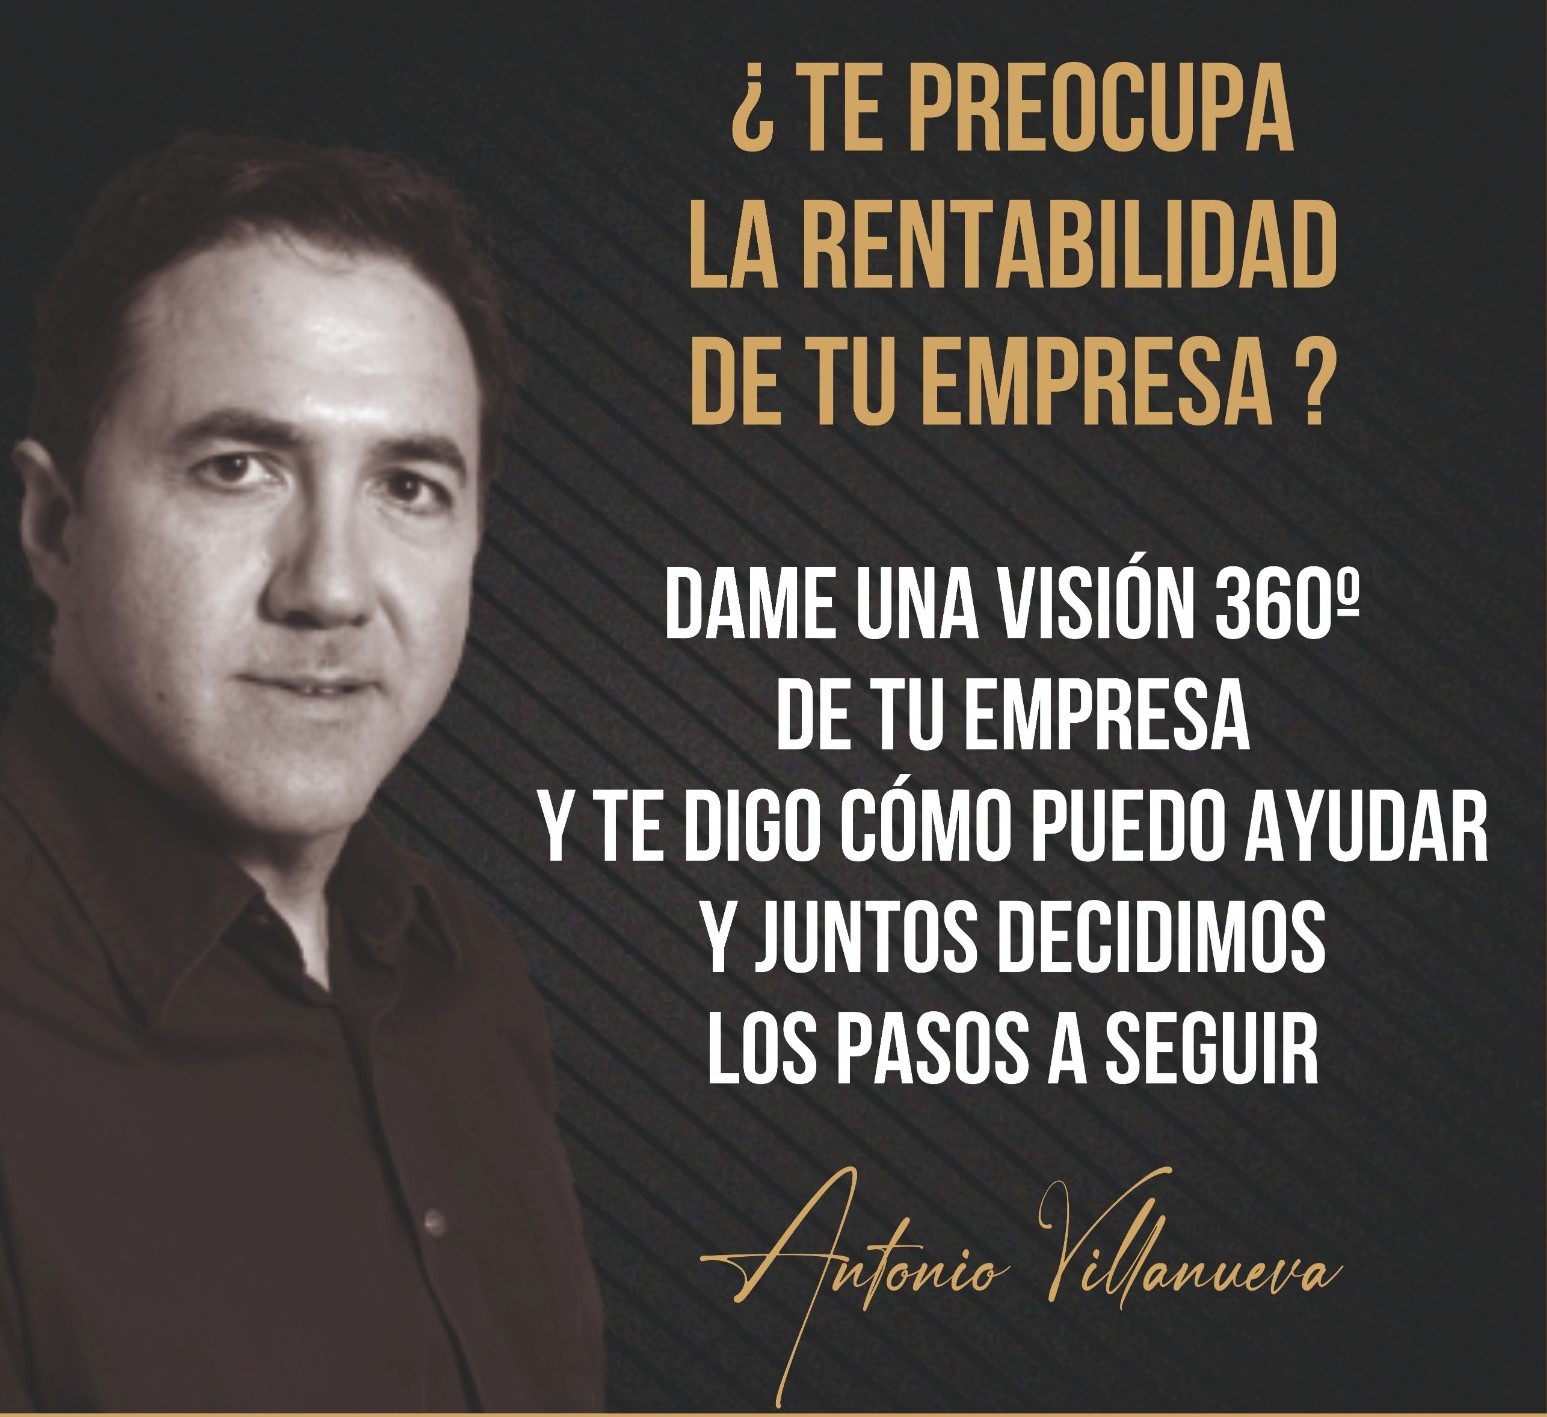 ¿ TE PREOCUPA
LA RENTABILIDAD
DE TU EMPRESA ?
DAME UNA VISIÓN 360º
DE TU EMPRESA
Y TE DIGO CÓMO PUEDO AYUDAR
Y JUNTOS DECIDIMOS
LOS PASOS A SEGUIR
Antonio Villanueva